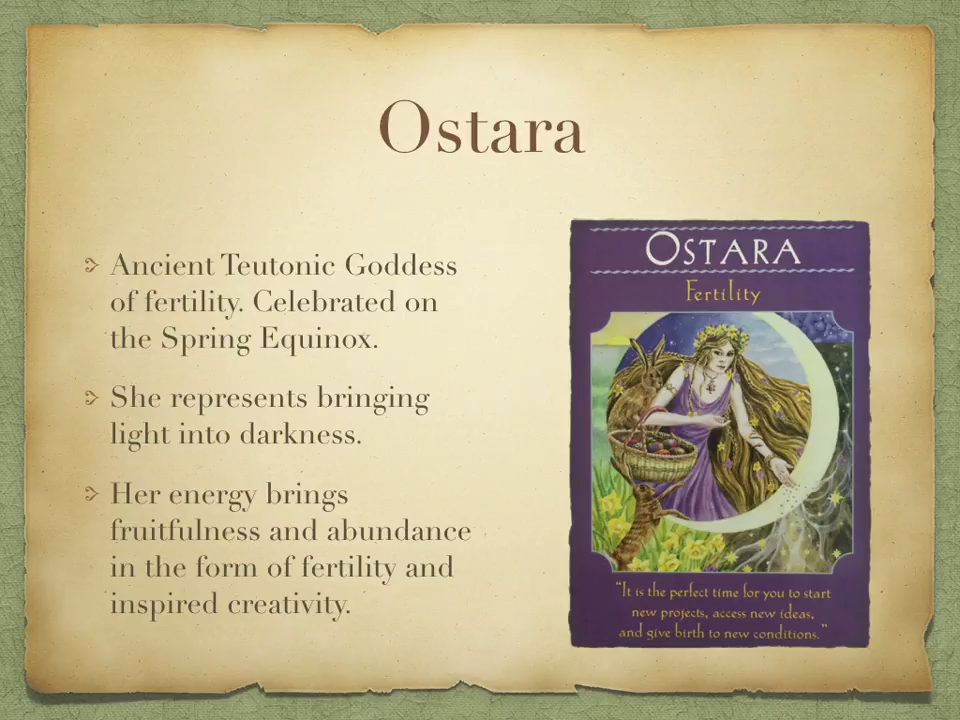 Ostara
Ancient Teutonic Goddess
of fertility. Celebrated on
the Spring Equinox.
She represents bringing
light into darkness.
Her energy brings
fruitfulness and abundance
in the form of fertility and
inspired creativity.
OSTARA
Fertility
"It is the perfect time for you to start
new projects, access new ideas,
and give birth to new conditions."